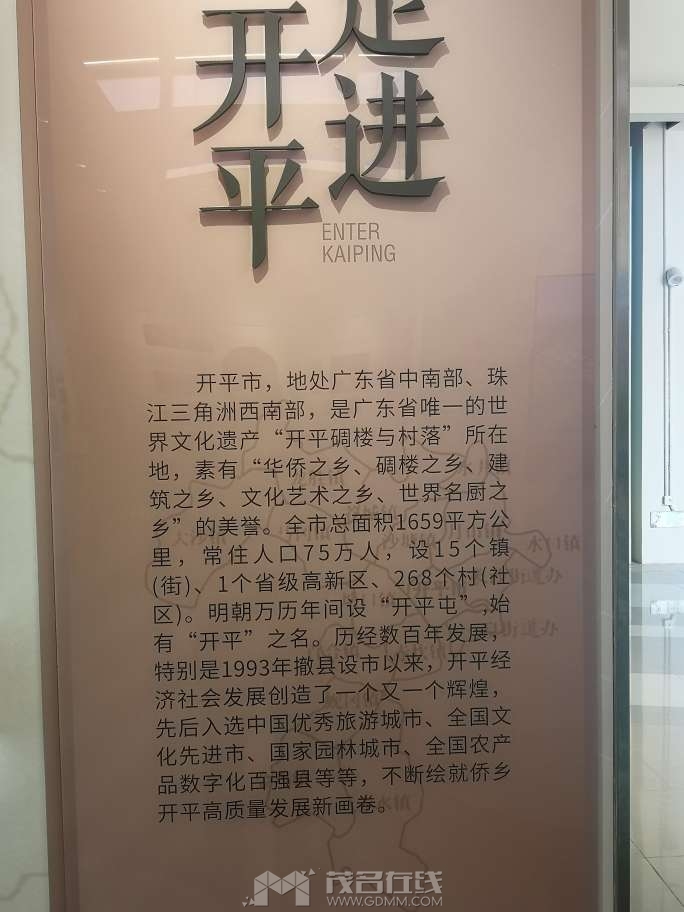 走进
开平
ENTER
KAIPING
开平市，地处广东省中南部、珠
江三角洲西南部，是广东省唯一的世
界文化遗产“开平碉楼与村落”所在
地，素有“华侨之乡、碉楼之乡、建
筑之乡、文化艺术之乡、世界名厨之
乡”的美誉。全市总面积1659平方公
里，常住人口75万人，设15个镇
(街)、1个省级高新区、268个村(社
区)。明朝万历年间设“开平屯”,始
有“开平”之名。历经数百年发展，
特别是1993年撤县设市以来，开平经
济社会发展创造了一个又一个辉煌，
先后入选中国优秀旅游城市、全国文
化先进市、国家园林城市、全国农产
品数字化百强县等等，不断绘就侨乡
开平高质量发展新画卷。
水口镇
街道办
街道办
水镇
茂名在线
WWW.GDMM.COM